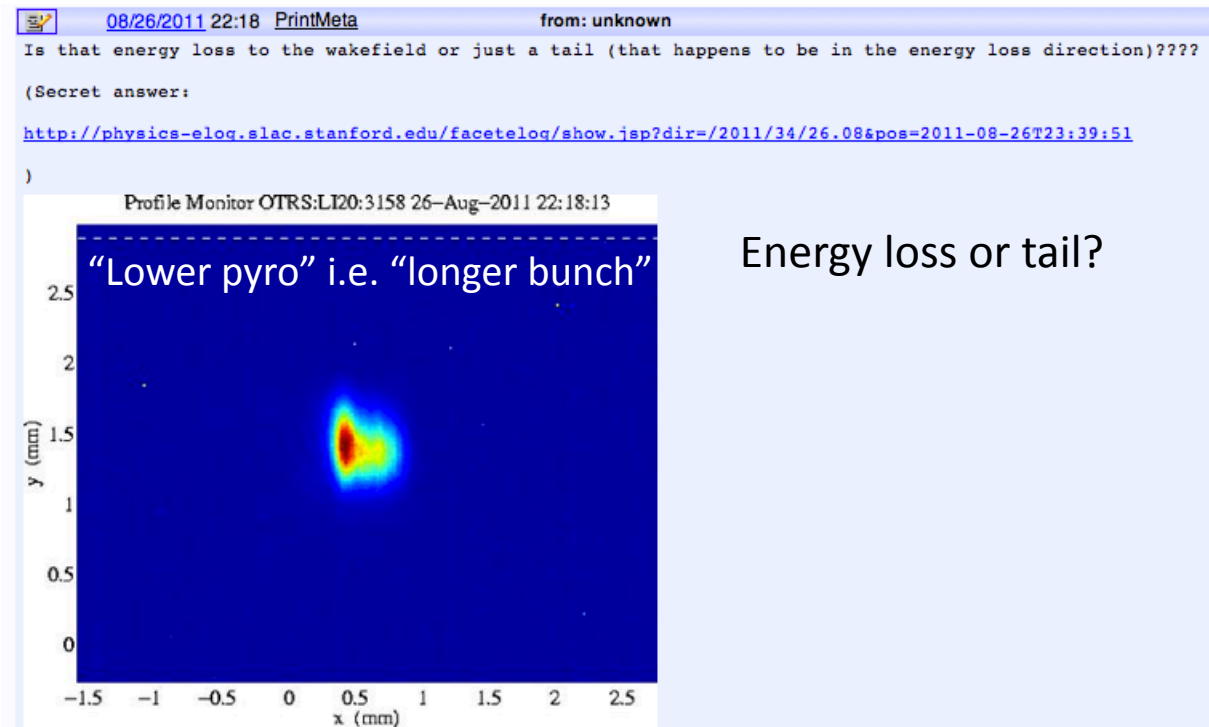 08/26/2011 22:18 PrintMeta from: unknown
Is that energy loss to the wakefield or just a tail (that happens to be in the energy loss direction)????
(Secret answer:
http://physics-elog.slac.stanford.edu/facetelog/show.jsp?dir=/2011/34/26.08&pos=2011-08-26T23:39:51
)
Profile Monitor OTRS:LI20:3158 26-Aug-2011 22:18:13
“Lower pyro” i.e. “longer bunch”
Energy loss or tail?
2.5
2
1.5
1
0.5
0
y (mm)
-1.5 -1 -0.5 0 0.5 1 1.5 2 2.5
x (mm)